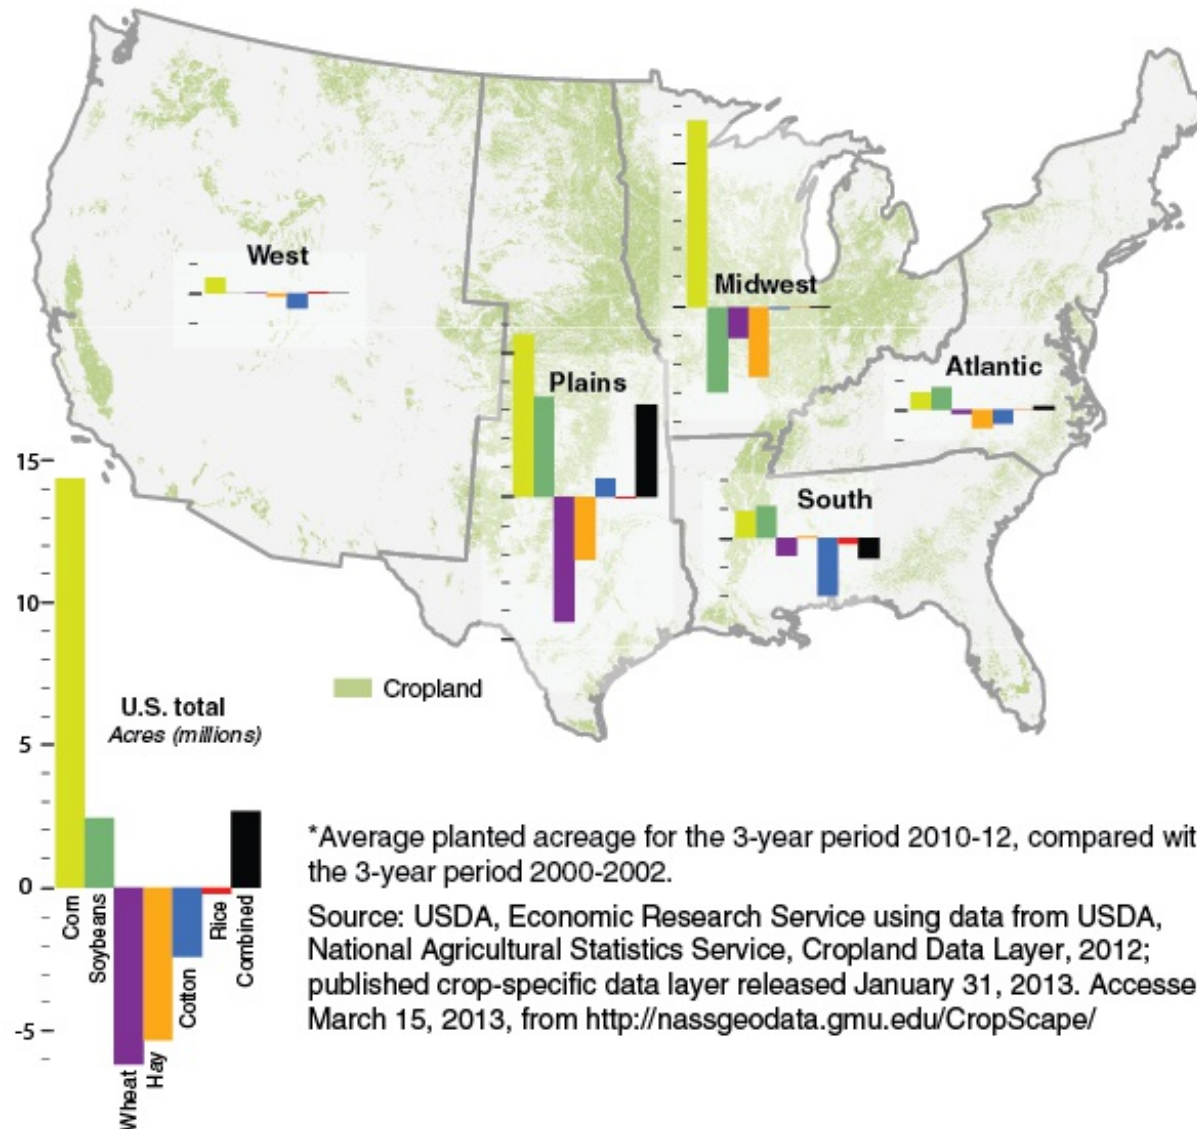 West
Midwest
Plains
Atlantic
South
15
10
5
0
-5
Cropland
U.S. total
Acres (millions)
Corn
Soybeans
Wheat
Hay
Cotton
Rice
Combined
*Average planted acreage for the 3-year period 2010-12, compared wit
the 3-year period 2000-2002.
Source: USDA, Economic Research Service using data from USDA,
National Agricultural Statistics Service, Cropland Data Layer, 2012;
published crop-specific data layer released January 31, 2013. Accesse
March 15, 2013, from http://nassgeodata.gmu.edu/CropScape/